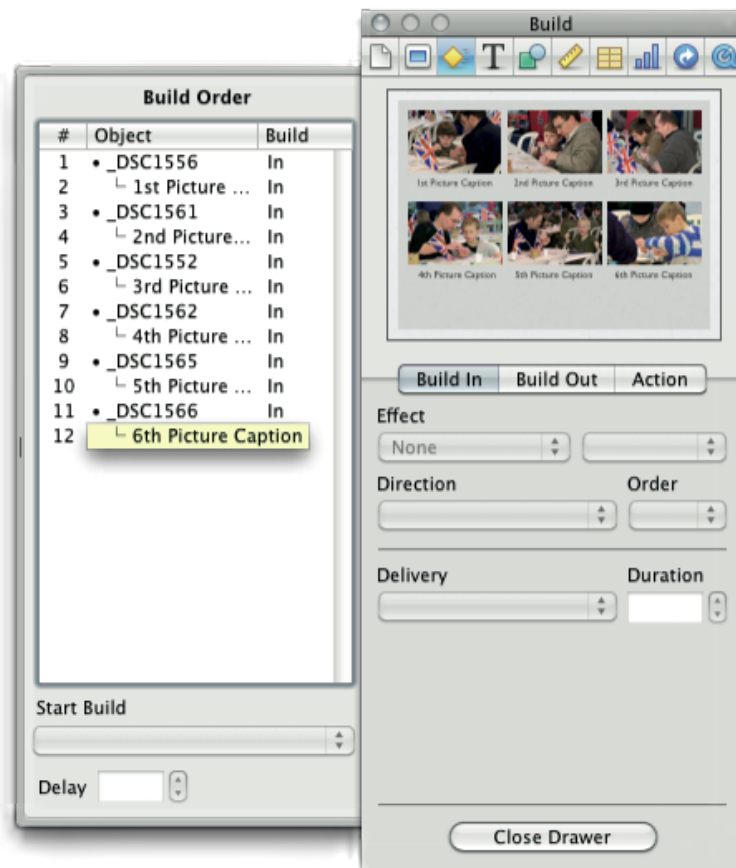 Build Order
# Object Build
1 • _DSC1556 In
2 └ 1st Picture ... In
3 • _DSC1561 In
4 └ 2nd Picture... In
5 • _DSC1552 In
6 └ 3rd Picture ... In
7 • _DSC1562 In
8 └ 4th Picture ... In
9 • _DSC1565 In
10 └ 5th Picture ... In
11 • _DSC1566 In
12 └ 6th Picture Caption
Start Build
Delay
Build
T
1st Picture Caption 2nd Picture Caption 3rd Picture Caption
4th Picture Caption 5th Picture Caption 6th Picture Caption
Build In Build Out Action
Effect
None
Direction Order
Delivery Duration
Close Drawer